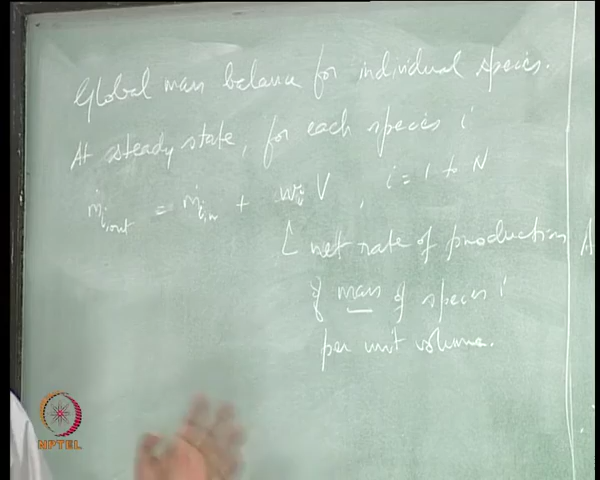 Global mass balance for individual species.
At steady state, for each species i
ṁi,out = ṁi,in + wi V , i = 1 to N
net rate of production
of mass of species i
per unit volume.
NPTEL